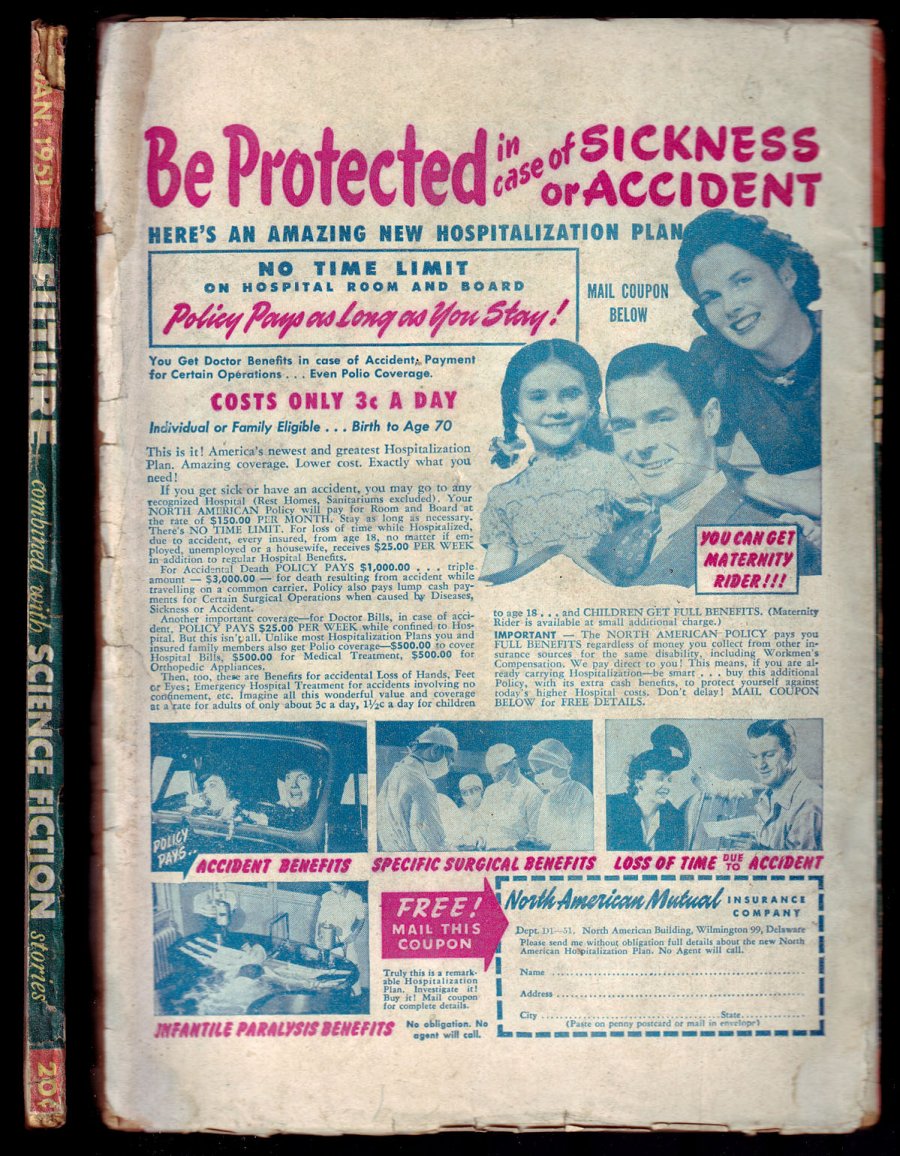 JAN. 1951
FUTURE combined with SCIENCE FICTION stories
20¢
Be Protected in case of SICKNESS or ACCIDENT
HERE'S AN AMAZING NEW HOSPITALIZATION PLAN
NO TIME LIMIT
ON HOSPITAL ROOM AND BOARD
Policy Pays as Long as You Stay!
MAIL COUPON
BELOW
You Get Doctor Benefits in case of Accident, Payment
for Certain Operations . . . Even Polio Coverage.
COSTS ONLY 3c A DAY
Individual or Family Eligible . . . Birth to Age 70
This is it! America's newest and greatest Hospitalization
Plan. Amazing coverage. Lower cost. Exactly what you
need!
If you get sick or have an accident, you may go to any
recognized Hospital (Rest Homes, Sanitariums excluded). Your
NORTH AMERICAN Policy will pay for Room and Board at
the rate of $150.00 PER MONTH. Stay as long as necessary.
There's NO TIME LIMIT. For loss of time while Hospitalized,
due to accident, every insured, from age 18, no matter if em-
ployed, unemployed or a housewife, receives $25.00 PER WEEK
in addition to regular Hospital Benefits.
For Accidental Death POLICY PAYS $1,000.00 . . . triple
amount — $3,000.00 — for death resulting from accident while
travelling on a common carrier. Policy also pays lump cash pay-
ments for Certain Surgical Operations when caused by Diseases,
Sickness or Accident.
Another important coverage—for Doctor Bills, in case of acci-
dent, POLICY PAYS $25.00 PER WEEK while confined to Hos-
pital. But this isn't all. Unlike most Hospitalization Plans you and
insured family members also get Polio coverage—$500.00 to cover
Hospital Bills, $500.00 for Medical Treatment, $500.00 for
Orthopedic Appliances.
Then, too, these are Benefits for accidental Loss of Hands, Feet
or Eyes; Emergency Hospital Treatment for accidents involving no
confinement, etc. Imagine all this wonderful value and coverage
at a rate for adults of only about 3c a day, 1½c a day for children
YOU CAN GET
MATERNITY
RIDER!!!
to age 18 . . . and CHILDREN GET FULL BENEFITS. (Maternity
Rider is available at small additional charge.)
IMPORTANT — The NORTH AMERICAN POLICY pays you
FULL BENEFITS regardless of money you collect from other in-
surance sources for the same disability, including Workmen's
Compensation. We pay direct to you! This means, if you are al-
ready carrying Hospitalization—be smart . . . buy this additional
Policy, with its extra cash benefits, to protect yourself against
today's higher Hospital costs. Don't delay! MAIL COUPON
BELOW for FREE DETAILS.
POLICY
PAYS..
ACCIDENT BENEFITS
SPECIFIC SURGICAL BENEFITS
LOSS OF TIME DUE TO ACCIDENT
INFANTILE PARALYSIS BENEFITS
FREE!
MAIL THIS
COUPON
Truly this is a remark-
able Hospitalization
Plan. Investigate it!
Buy it! Mail coupon
for complete details.
No obligation. No
agent will call.
North American Mutual INSURANCE
COMPANY
Dept. D1—51, North American Building, Wilmington 99, Delaware
Please send me without obligation full details about the new North
American Hospitalization Plan. No Agent will call.
Name
Address
City State
(Paste on penny postcard or mail in envelope)